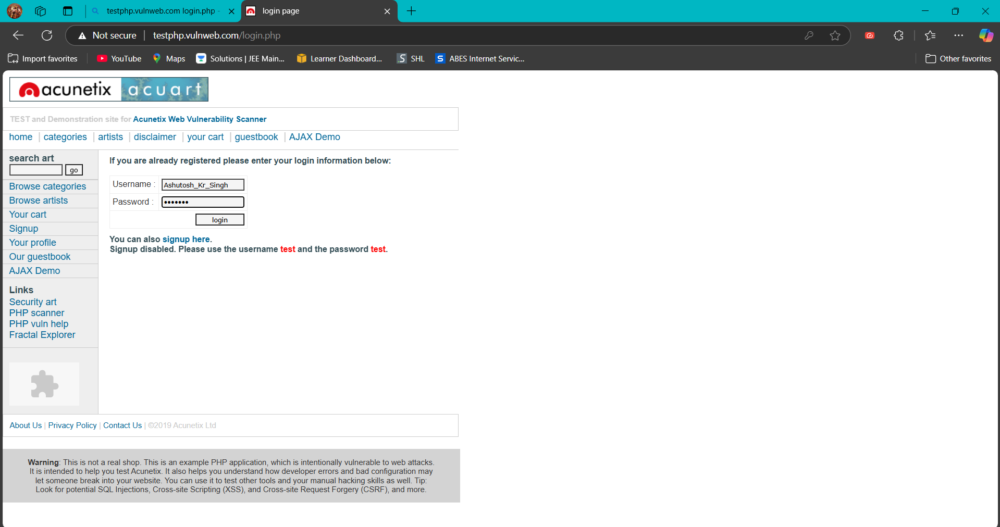 testphp.vulnweb.com login.php -
login page
Not secure
testphp.vulnweb.com/login.php
Import favorites
YouTube
Maps
Solutions | JEE Main...
Learner Dashboard...
SHL
ABES Internet Servic...
Other favorites
acunetix acuart
TEST and Demonstration site for Acunetix Web Vulnerability Scanner
home | categories | artists | disclaimer | your cart | guestbook | AJAX Demo
search art
go
Browse categories
Browse artists
Your cart
Signup
Your profile
Our guestbook
AJAX Demo
Links
Security art
PHP scanner
PHP vuln help
Fractal Explorer
If you are already registered please enter your login information below:
Username : Ashutosh_Kr_Singh
Password : •••••••
login
You can also signup here.
Signup disabled. Please use the username test and the password test.
About Us | Privacy Policy | Contact Us | ©2019 Acunetix Ltd
Warning: This is not a real shop. This is an example PHP application, which is intentionally vulnerable to web attacks.
It is intended to help you test Acunetix. It also helps you understand how developer errors and bad configuration may
let someone break into your website. You can use it to test other tools and your manual hacking skills as well. Tip:
Look for potential SQL Injections, Cross-site Scripting (XSS), and Cross-site Request Forgery (CSRF), and more.